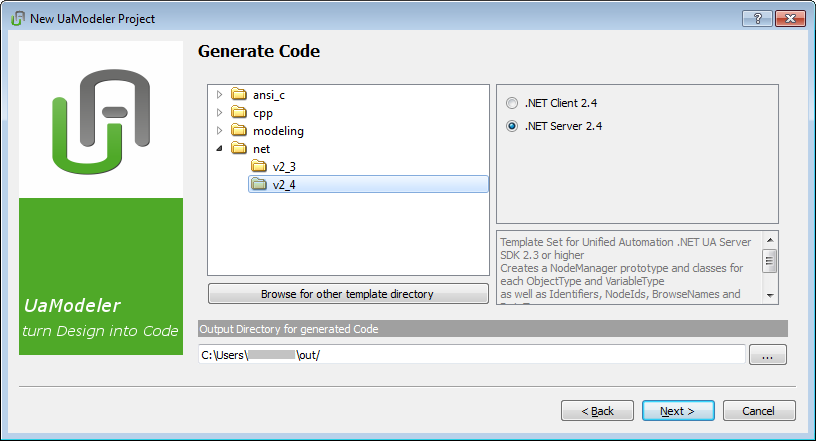 New UaModeler Project
Generate Code
ansi_c
cpp
modeling
net
v2_3
v2_4
.NET Client 2.4
.NET Server 2.4
Template Set for Unified Automation .NET UA Server
SDK 2.3 or higher
Creates a NodeManager prototype and classes for
each ObjectType and VariableType
as well as Identifiers, NodeIds, BrowseNames and
Browse for other template directory
UaModeler
turn Design into Code
Output Directory for generated Code
C:\Users\ \out/
...
< Back
Next >
Cancel